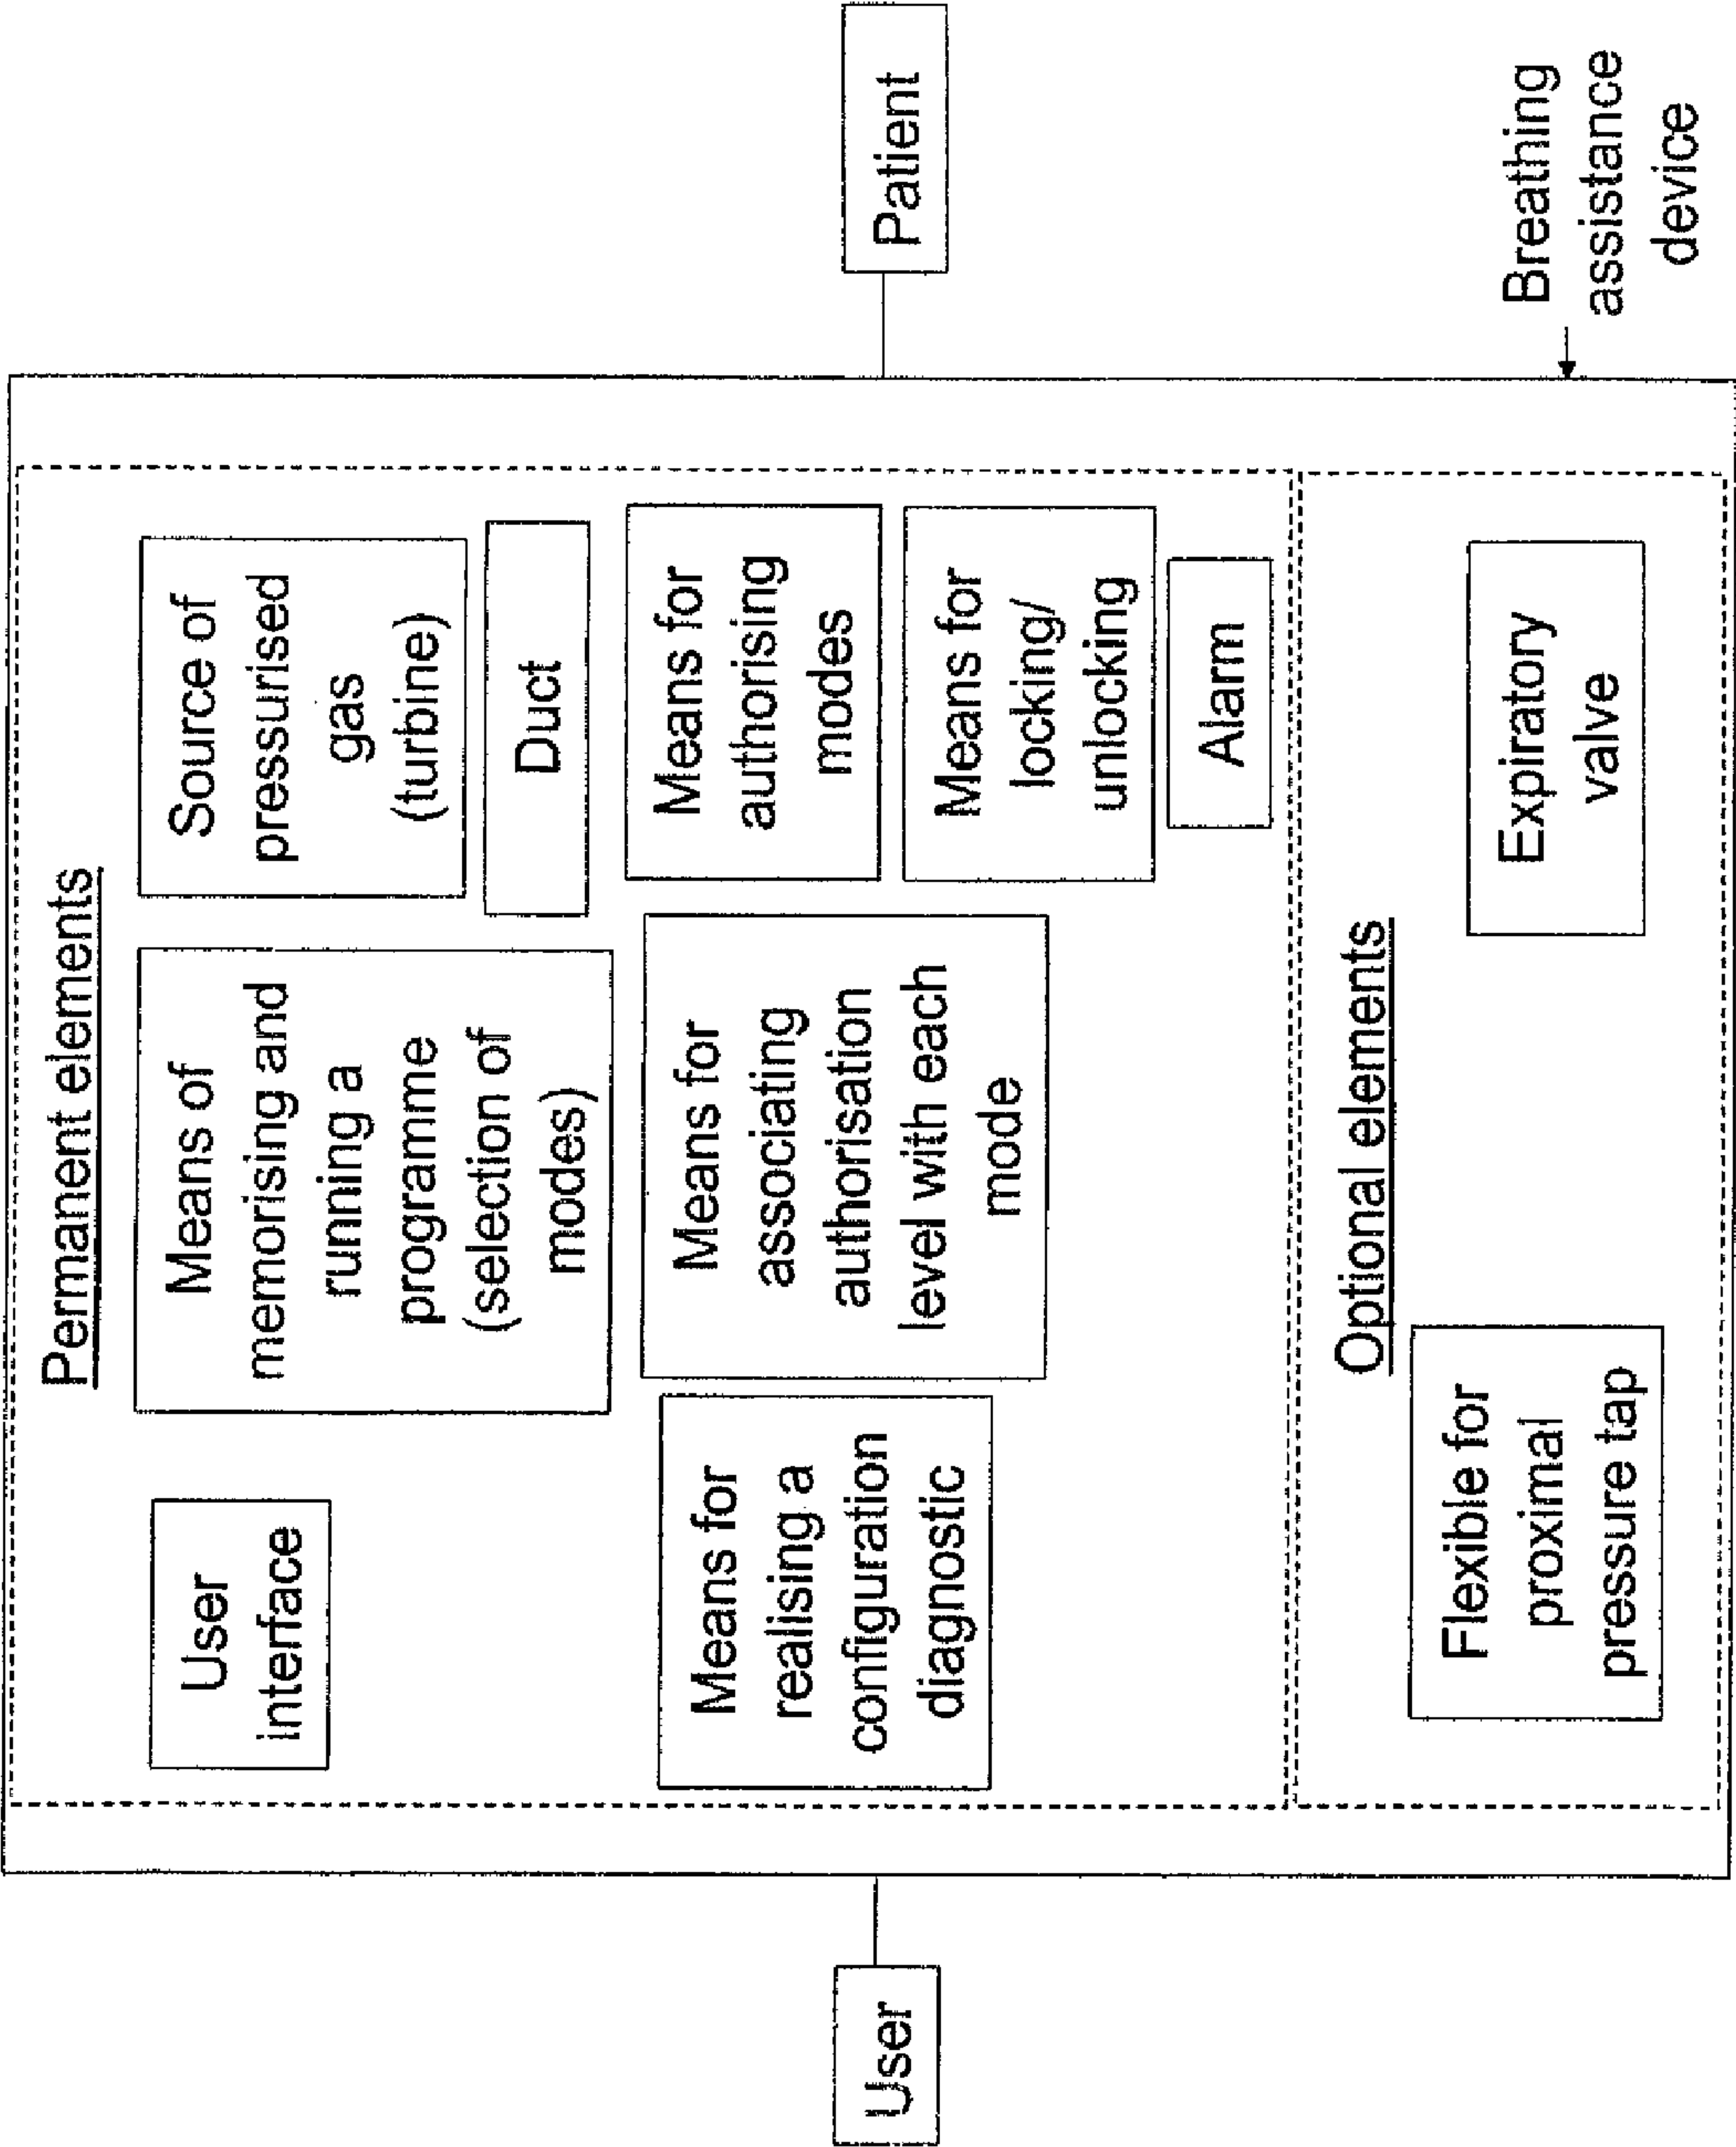 Permanent elements
User
interface
Means of
memorising and
running a
programme
(selection of
modes)
Source of
pressurised
gas
(turbine)
Duct
Means for
realising a
configuration
diagnostic
Means for
associating
authorisation
level with each
mode
Means for
authorising
modes
Means for
locking/
unlocking
Alarm
Optional elements
Flexible for
proximal
pressure tap
Expiratory
valve
User
Patient
Breathing
assistance
device